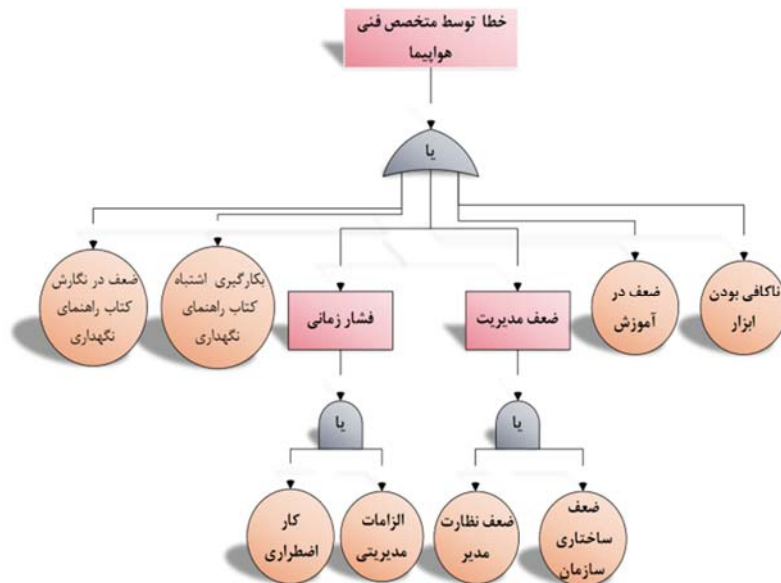 خطا توسط متخصص فنی
هواپیما
یا
ناکافی بودن
ابزار
ضعف در
آموزش
ضعف مدیریت
فشار زمانی
بکارگیری اشتباه
کتاب راهنمای
نگهداری
ضعف در نگارش
کتاب راهنمای
نگهداری
یا
یا
ضعف
ساختاری
سازمان
ضعف نظارت
مدیر
الزامات
مدیریتی
کار
اضطراری